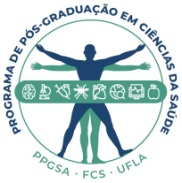 PROGRAMA DE PÓS-GRADUAÇÃO EM CIÊNCIAS DA SAÚDE
PPGSA · FCS · UFLA